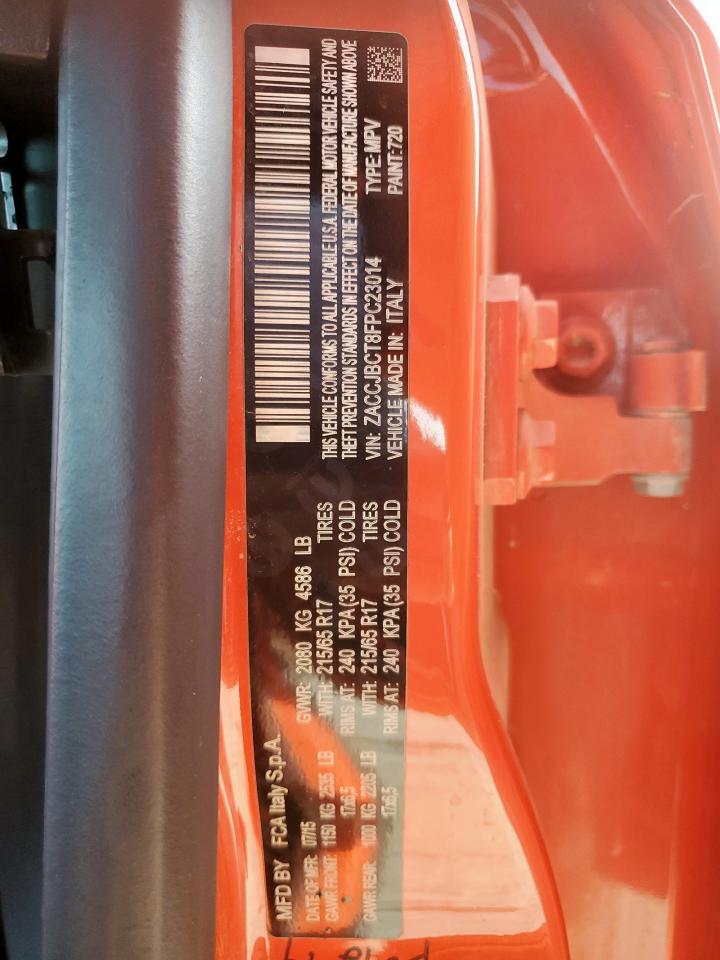 MFD BY FCA Italy S.p.A.
DATE OF MFR: 07/15 GVWR: 2080 KG 4586 LB
GAWR FRONT: 1150 KG 2535 LB WITH: 215/65 R17 TIRES
17x6,5 RIMS AT: 240 KPA (35 PSI) COLD
GAWR REAR: 1000 KG 2205 LB WITH: 215/65 R17 TIRES
17x6,5 RIMS AT: 240 KPA (35 PSI) COLD
THIS VEHICLE CONFORMS TO ALL APPLICABLE U.S.A. FEDERAL MOTOR VEHICLE SAFETY AND
THEFT PREVENTION STANDARDS IN EFFECT ON THE DATE OF MANUFACTURE SHOWN ABOVE
VIN: ZACCJBCT8FPC23014 TYPE: MPV
VEHICLE MADE IN: ITALY PAINT: 720